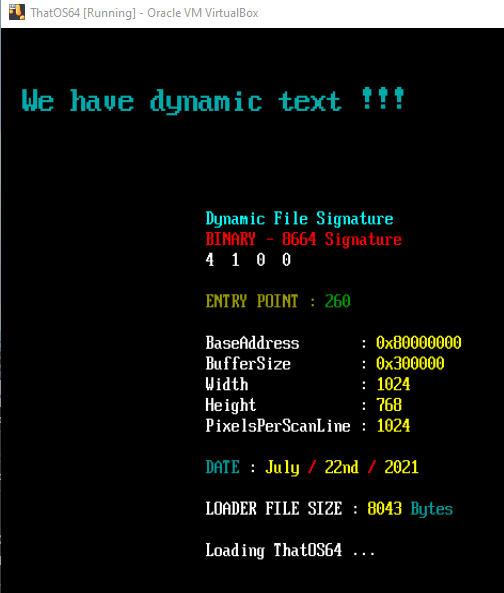 ThatOS64 [Running] - Oracle VM VirtualBox
We have dynamic text !!!
Dynamic File Signature
BINARY - 8664 Signature
4 1 0 0
ENTRY POINT : 260
BaseAddress : 0x80000000
BufferSize : 0x300000
Width : 1024
Height : 768
PixelsPerScanLine : 1024
DATE : July / 22nd / 2021
LOADER FILE SIZE : 8043 Bytes
Loading ThatOS64 ...